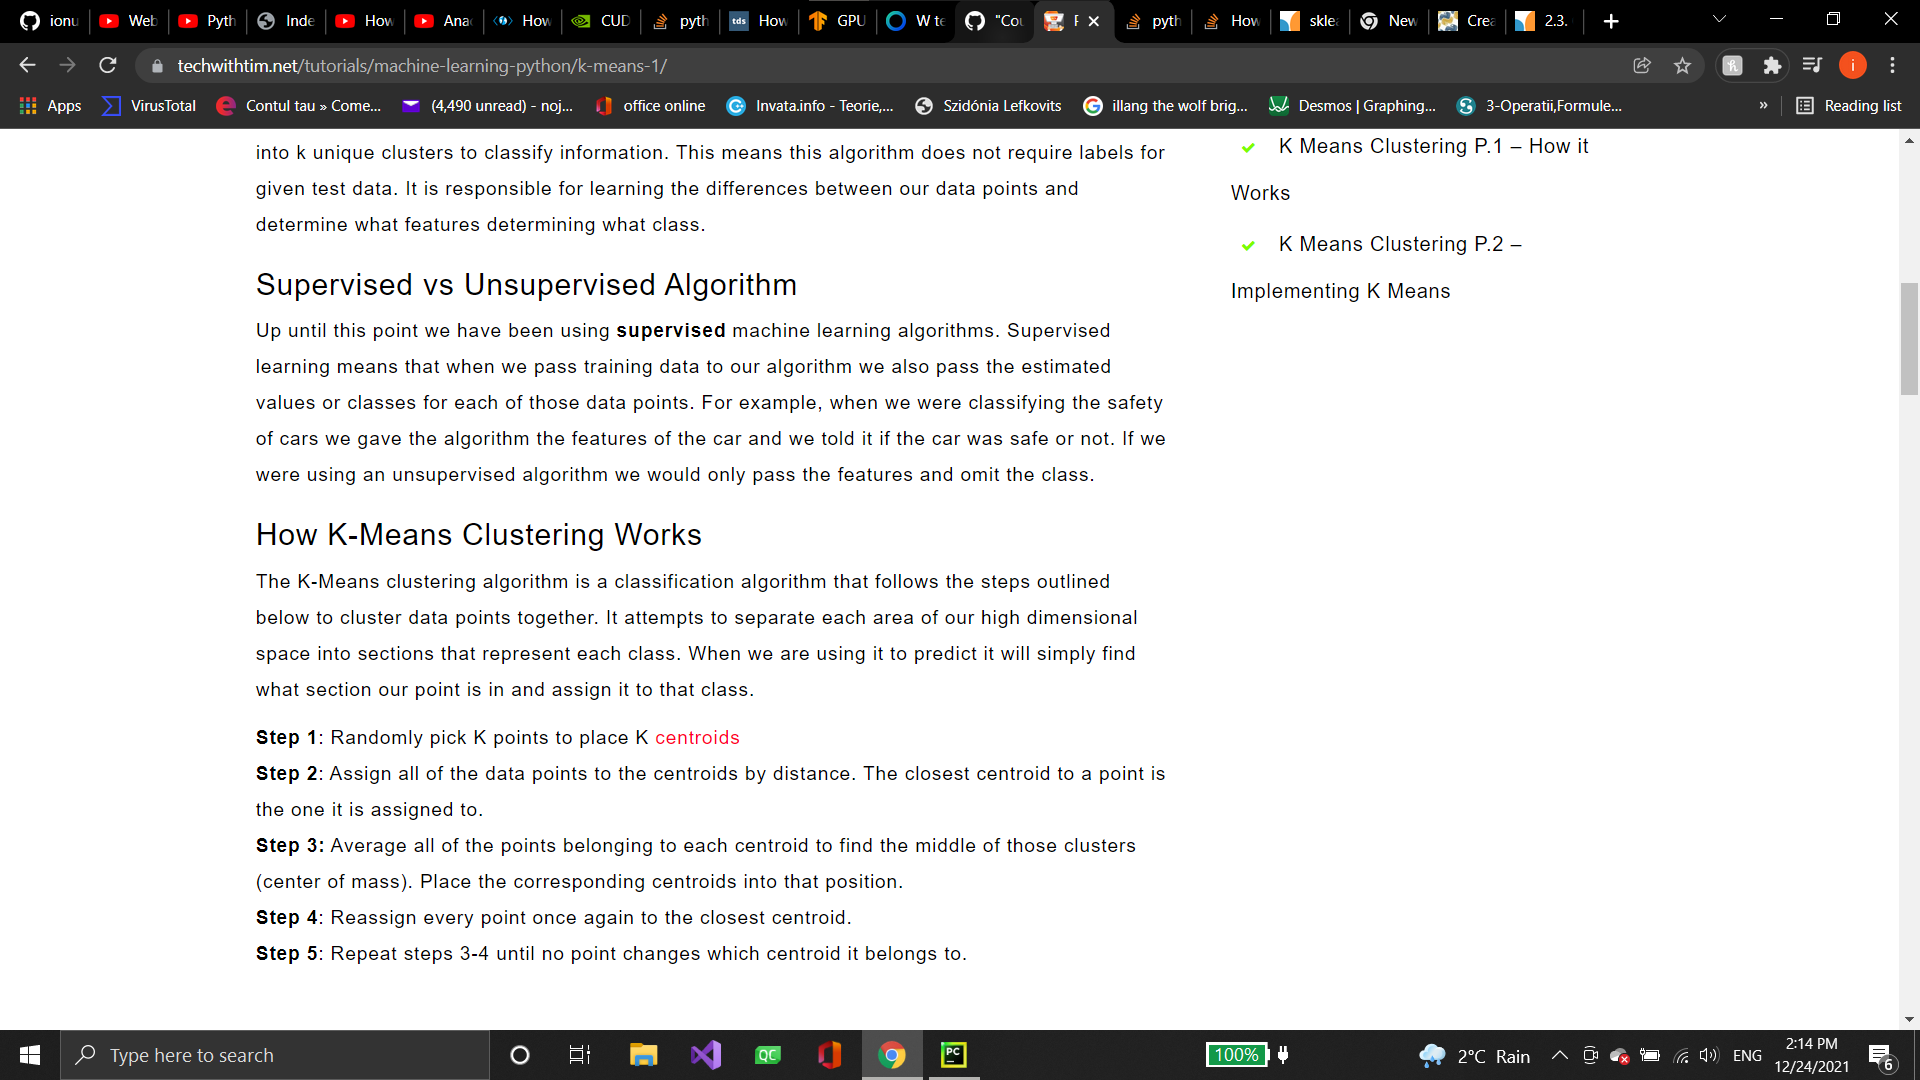 ionu
Web
Pyth
Inde
How
Anac
How
CUD
pyth
tds
How
GPU
W te
"Cou
pyth
How
skle
New
Crea
2.3.
techwithtim.net/tutorials/machine-learning-python/k-means-1/
i
Apps
VirusTotal
Contul tau » Come...
(4,490 unread) - noj...
office online
Invata.info - Teorie,...
Szidónia Lefkovits
illang the wolf brig...
Desmos | Graphing...
3-Operatii,Formule...
»
Reading list
into k unique clusters to classify information. This means this algorithm does not require labels for
given test data. It is responsible for learning the differences between our data points and
determine what features determining what class.
Supervised vs Unsupervised Algorithm
Up until this point we have been using supervised machine learning algorithms. Supervised
learning means that when we pass training data to our algorithm we also pass the estimated
values or classes for each of those data points. For example, when we were classifying the safety
of cars we gave the algorithm the features of the car and we told it if the car was safe or not. If we
were using an unsupervised algorithm we would only pass the features and omit the class.
How K-Means Clustering Works
The K-Means clustering algorithm is a classification algorithm that follows the steps outlined
below to cluster data points together. It attempts to separate each area of our high dimensional
space into sections that represent each class. When we are using it to predict it will simply find
what section our point is in and assign it to that class.
Step 1: Randomly pick K points to place K centroids
Step 2: Assign all of the data points to the centroids by distance. The closest centroid to a point is
the one it is assigned to.
Step 3: Average all of the points belonging to each centroid to find the middle of those clusters
(center of mass). Place the corresponding centroids into that position.
Step 4: Reassign every point once again to the closest centroid.
Step 5: Repeat steps 3-4 until no point changes which centroid it belongs to.
K Means Clustering P.1 – How it
Works
K Means Clustering P.2 –
Implementing K Means
Type here to search
QC
PC
100%
2°C Rain
ENG
2:14 PM
12/24/2021
6